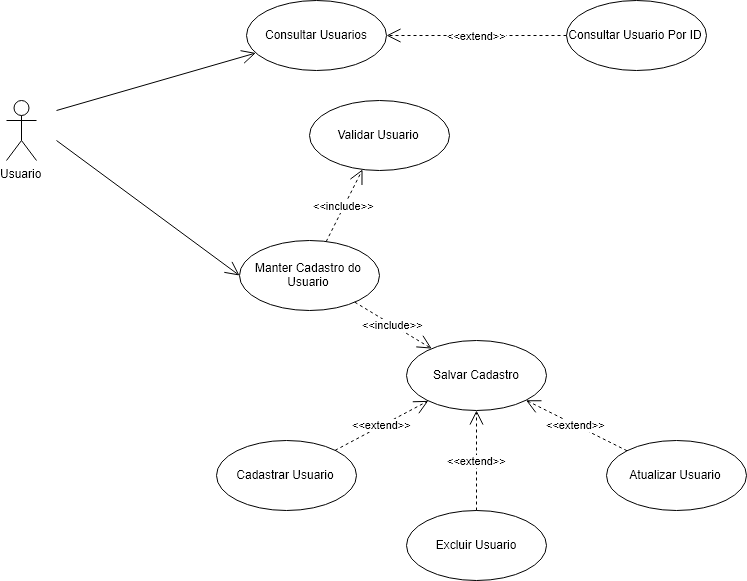 Consultar Usuarios
<<extend>>
Consultar Usuario Por ID
Validar Usuario
Usuario
<<include>>
Manter Cadastro do
Usuario
<<include>>
Salvar Cadastro
<<extend>>
<<extend>>
<<extend>>
Cadastrar Usuario
Atualizar Usuario
Excluir Usuario